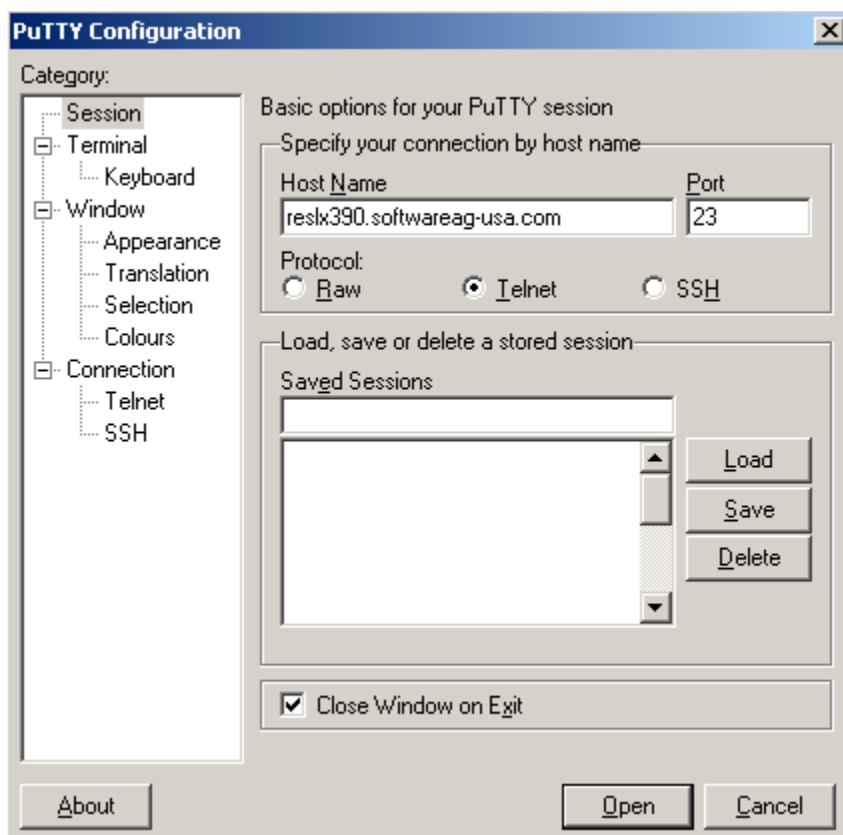 PuTTY Configuration
Category:
Session
Terminal
Keyboard
Window
Appearance
Translation
Selection
Colours
Connection
Telnet
SSH
Basic options for your PuTTY session
Specify your connection by host name
Host Name
Port
reslx390.softwareag-usa.com
23
Protocol:
Raw
Telnet
SSH
Load, save or delete a stored session
Saved Sessions
Load
Save
Delete
Close Window on Exit
About
Open
Cancel